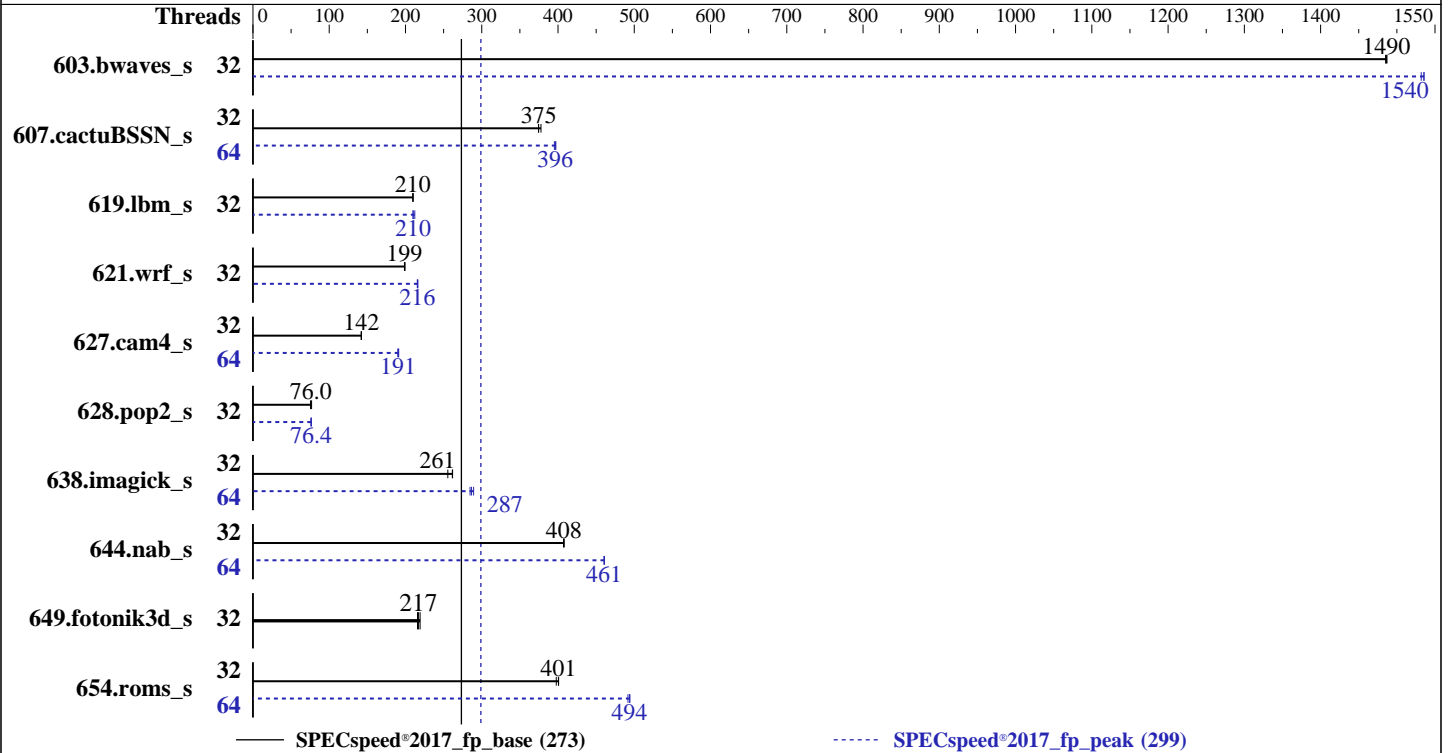 Threads 0 100 200 300 400 500 600 700 800 900 1000 1100 1200 1300 1400 1550
603.bwaves_s 32 1490
1540
607.cactuBSSN_s 32 375
64 396
619.lbm_s 32 210
210
621.wrf_s 32 199
216
627.cam4_s 32 142
64 191
628.pop2_s 32 76.0
76.4
638.imagick_s 32 261
64 287
644.nab_s 32 408
64 461
649.fotonik3d_s 32 217
654.roms_s 32 401
64 494
SPECspeed®2017_fp_base (273) SPECspeed®2017_fp_peak (299)